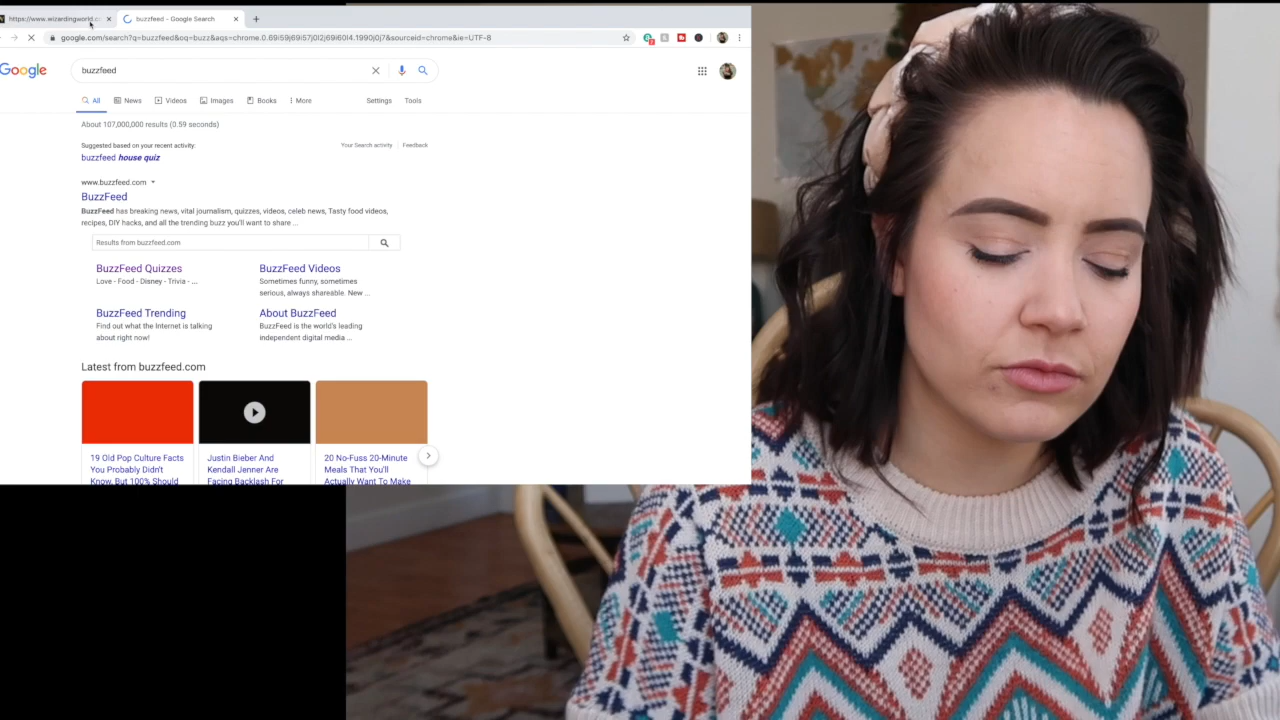 https://www.wizardingworld.c
buzzfeed - Google Search
google.com/search?q=buzzfeed&oq=buzz&aqs=chrome.0.69i59j69i57j0l2j69i60l4.1990j0j7&sourceid=chrome&ie=UTF-8
Google
buzzfeed
All
News
Videos
Images
Books
More
Settings
Tools
About 107,000,000 results (0.59 seconds)
Suggested based on your recent activity:
Your Search activity
Feedback
buzzfeed house quiz
www.buzzfeed.com
BuzzFeed
BuzzFeed has breaking news, vital journalism, quizzes, videos, celeb news, Tasty food videos,
recipes, DIY hacks, and all the trending buzz you'll want to share ...
Results from buzzfeed.com
BuzzFeed Quizzes
Love - Food - Disney - Trivia - ...
BuzzFeed Videos
Sometimes funny, sometimes
serious, always shareable. New ...
BuzzFeed Trending
Find out what the Internet is talking
about right now!
About BuzzFeed
BuzzFeed is the world's leading
independent digital media ...
Latest from buzzfeed.com
19 Old Pop Culture Facts
You Probably Didn't
Know, But 100% Should
Justin Bieber And
Kendall Jenner Are
Facing Backlash For
20 No-Fuss 20-Minute
Meals That You'll
Actually Want To Make